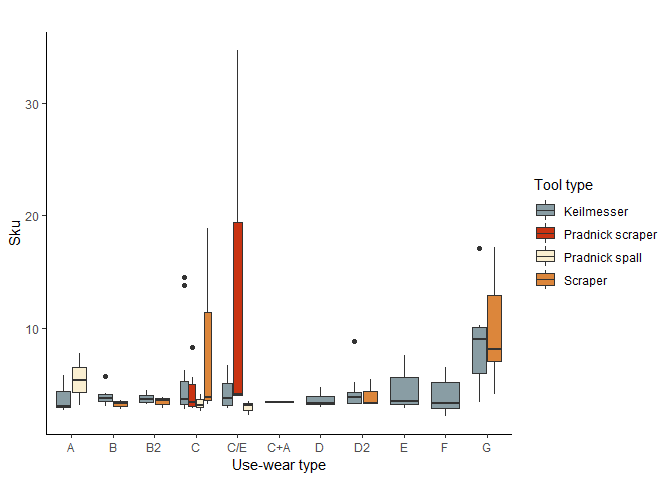 30
20
10
Sku
A B B2 C C/E C+A D D2 E F G
Use-wear type
Tool type
Keilmesser
Pradnick scraper
Pradnick spall
Scraper